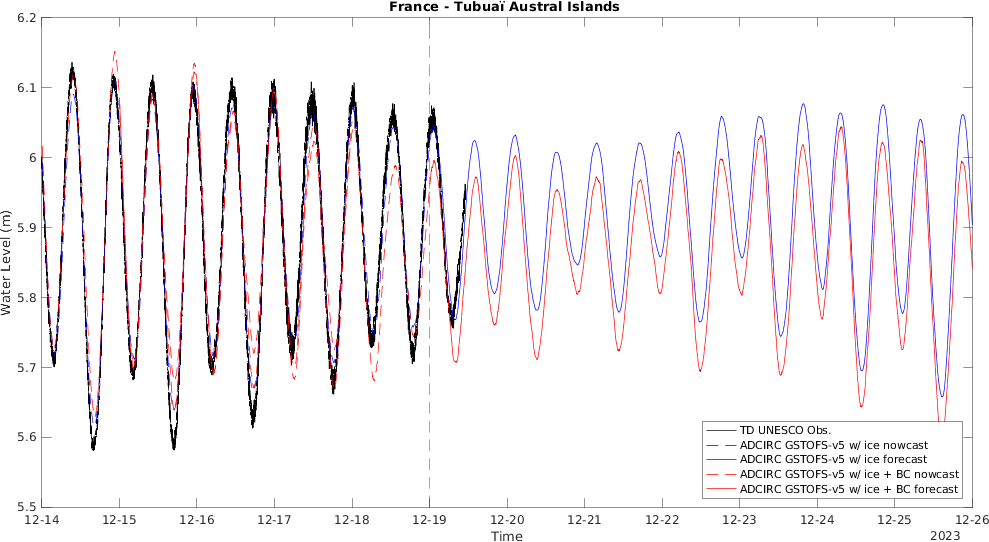 France - Tubuaï Austral Islands
Water Level (m)
6.2
6.1
6
5.9
5.8
5.7
5.6
5.5
12-14
12-15
12-16
12-17
12-18
12-19
12-20
12-21
12-22
12-23
12-24
12-25
12-26
Time
2023
TD UNESCO Obs.
ADCIRC GSTOFS-v5 w/ ice nowcast
ADCIRC GSTOFS-v5 w/ ice forecast
ADCIRC GSTOFS-v5 w/ ice + BC nowcast
ADCIRC GSTOFS-v5 w/ ice + BC forecast